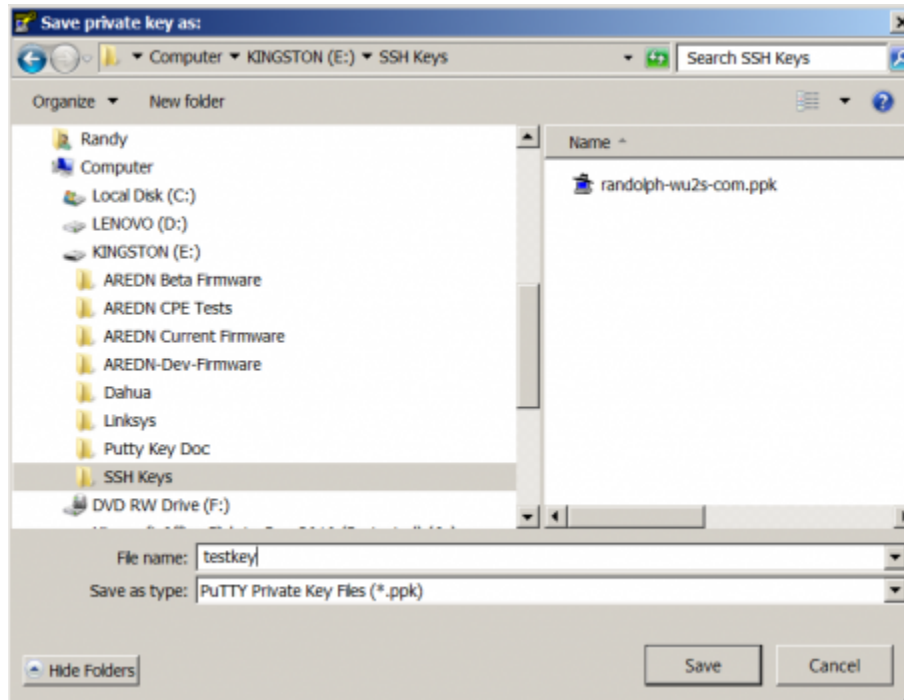 Save private key as:
Computer KINGSTON (E:) SSH Keys
Search SSH Keys
Organize New folder
Name
Randy
Computer
Local Disk (C:)
LENOVO (D:)
KINGSTON (E:)
AREDN Beta Firmware
AREDN CPE Tests
AREDN Current Firmware
AREDN-Dev-Firmware
Dahua
Linksys
Putty Key Doc
SSH Keys
DVD RW Drive (F:)
randolph-wu2s-com.ppk
File name: testkey
Save as type: PuTTY Private Key Files (*.ppk)
Hide Folders
Save
Cancel